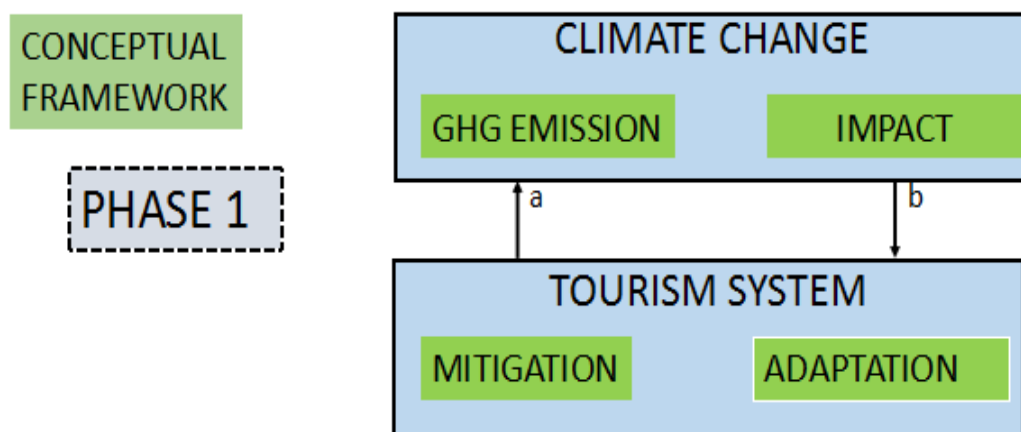 CONCEPTUAL
FRAMEWORK
PHASE 1
CLIMATE CHANGE
GHG EMISSION
IMPACT
a
b
TOURISM SYSTEM
MITIGATION
ADAPTATION